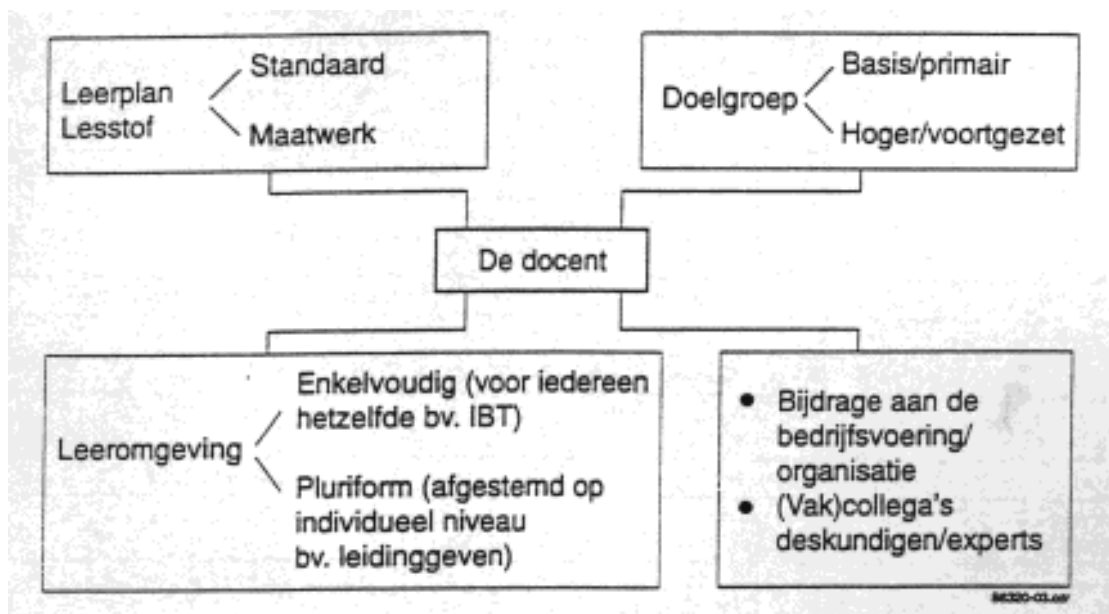 Leerplan
Lesstof
Standaard
Maatwerk
Doelgroep
Basis/primair
Hoger/voortgezet
De docent
Leeromgeving
Enkelvoudig (voor iedereen
hetzelfde bv. IBT)
Pluriform (afgestemd op
individueel niveau
bv. leidinggeven)
• Bijdrage aan de
bedrijfsvoering/
organisatie
• (Vak)collega's
deskundigen/experts